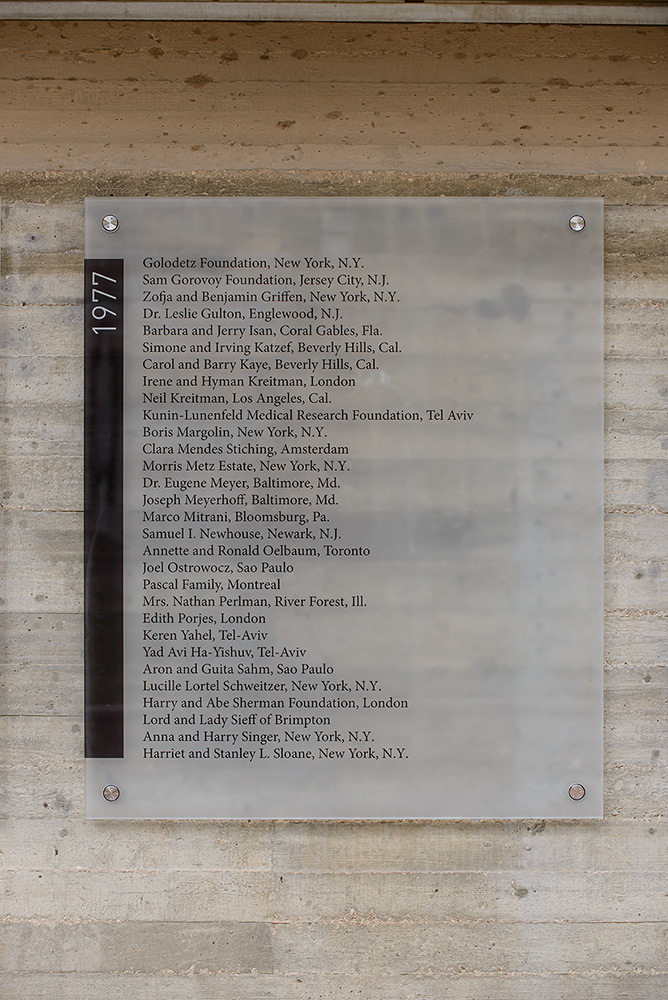 1977
Golodetz Foundation, New York, N.Y.
Sam Gorovoy Foundation, Jersey City, N.J.
Zofja and Benjamin Griffen, New York, N.Y.
Dr. Leslie Gulton, Englewood, N.J.
Barbara and Jerry Isan, Coral Gables, Fla.
Simone and Irving Katzef, Beverly Hills, Cal.
Carol and Barry Kaye, Beverly Hills, Cal.
Irene and Hyman Kreitman, London
Neil Kreitman, Los Angeles, Cal.
Kunin-Lunenfeld Medical Research Foundation, Tel Aviv
Boris Margolin, New York, N.Y.
Clara Mendes Stiching, Amsterdam
Morris Metz Estate, New York, N.Y.
Dr. Eugene Meyer, Baltimore, Md.
Joseph Meyerhoff, Baltimore, Md.
Marco Mitrani, Bloomsburg, Pa.
Samuel I. Newhouse, Newark, N.J.
Annette and Ronald Oelbaum, Toronto
Joel Ostrowocz, Sao Paulo
Pascal Family, Montreal
Mrs. Nathan Perlman, River Forest, Ill.
Edith Porjes, London
Keren Yahel, Tel-Aviv
Yad Avi Ha-Yishuv, Tel-Aviv
Aron and Guita Sahm, Sao Paulo
Lucille Lortel Schweitzer, New York, N.Y.
Harry and Abe Sherman Foundation, London
Lord and Lady Sieff of Brimpton
Anna and Harry Singer, New York, N.Y.
Harriet and Stanley L. Sloane, New York, N.Y.